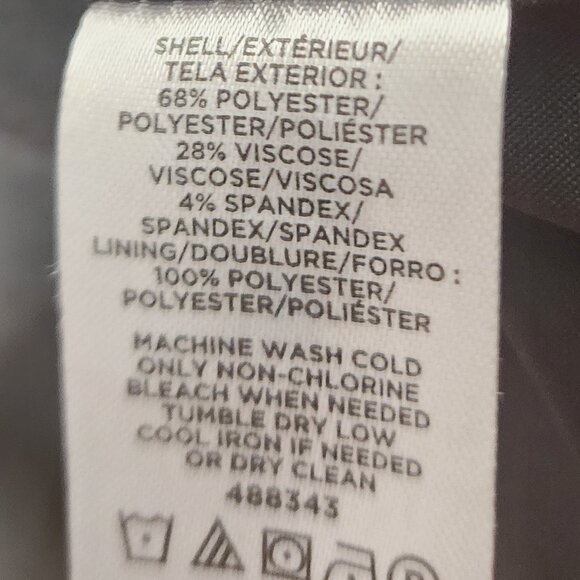 SHELL/EXTÉRIEUR/
TELA EXTERIOR :
68% POLYESTER/
POLYESTER/POLIÉSTER
28% VISCOSE/
VISCOSE/VISCOSA
4% SPANDEX/
SPANDEX/SPANDEX
LINING/DOUBLURE/FORRO :
100% POLYESTER/
POLYESTER/POLIÉSTER
MACHINE WASH COLD
ONLY NON-CHLORINE
BLEACH WHEN NEEDED
TUMBLE DRY LOW
COOL IRON IF NEEDED
OR DRY CLEAN
488343